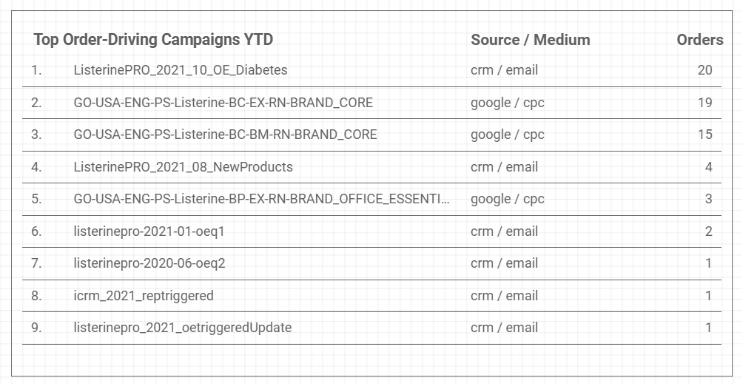 Top Order-Driving Campaigns YTD Source / Medium Orders
1. ListerinePRO_2021_10_OE_Diabetes crm / email 20
2. GO-USA-ENG-PS-Listerine-BC-EX-RN-BRAND_CORE google / cpc 19
3. GO-USA-ENG-PS-Listerine-BC-BM-RN-BRAND_CORE google / cpc 15
4. ListerinePRO_2021_08_NewProducts crm / email 4
5. GO-USA-ENG-PS-Listerine-BP-EX-RN-BRAND_OFFICE_ESSENTI... google / cpc 3
6. listerinepro-2021-01-oeq1 crm / email 2
7. listerinepro-2020-06-oeq2 crm / email 1
8. icrm_2021_reptriggered crm / email 1
9. listerinepro_2021_oetriggeredUpdate crm / email 1